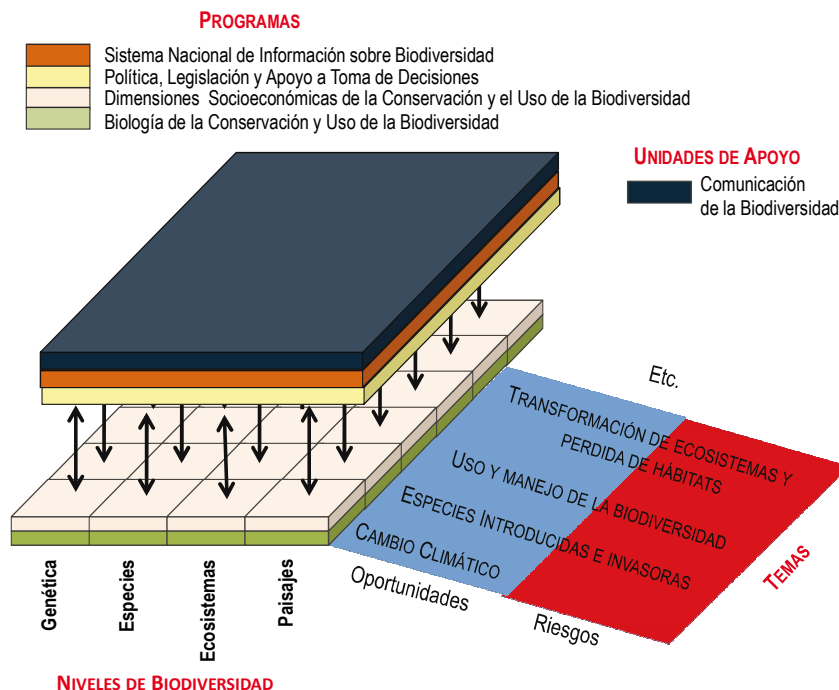 PROGRAMAS
Sistema Nacional de Información sobre Biodiversidad
Política, Legislación y Apoyo a Toma de Decisiones
Dimensiones Socioeconómicas de la Conservación y el Uso de la Biodiversidad
Biología de la Conservación y Uso de la Biodiversidad
UNIDADES DE APOYO
Comunicación
de la Biodiversidad
Etc.
TRANSFORMACIÓN DE ECOSISTEMAS Y
PERDIDA DE HÁBITATS
USO Y MANEJO DE LA BIODIVERSIDAD
ESPECIES INTRODUCIDAS E INVASORAS
CAMBIO CLIMÁTICO
TEMAS
Oportunidades
Riesgos
Genética
Especies
Ecosistemas
Paisajes
NIVELES DE BIODIVERSIDAD